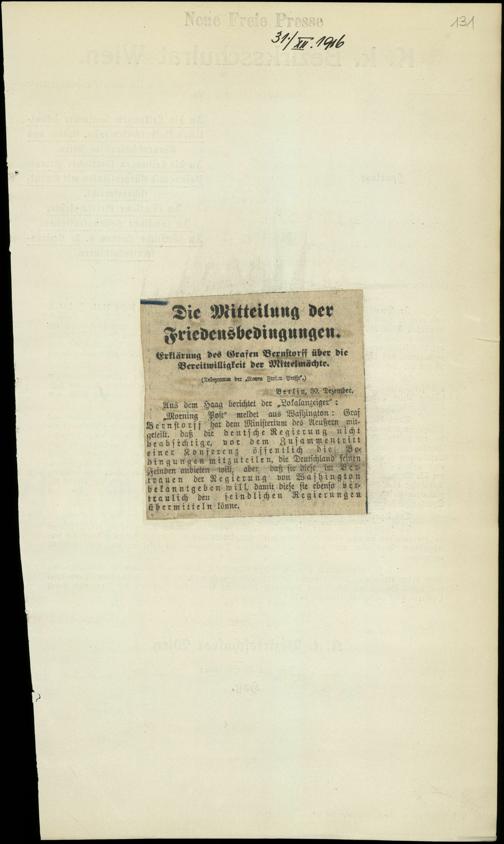 Neue Freie Presse
131
31./XII. 1916
K. k. Bezirksschulrat Wien.
Die Mitteilung der
Friedensbedingungen.
Erklärung des Grafen Bernstorff über die
Bereitwilligkeit der Mittelmächte.
(Telegramm der „Neuen Freien Presse“.)
Berlin, 30. Dezember.
Aus dem Haag berichtet der „Lokalanzeiger“:
„Morning Post“ meldet aus Washington: Graf
Bernstorff hat dem Ministerium des Aeußern mit-
geteilt, daß die deutsche Regierung nicht
beabsichtige, vor dem Zusammentritt
einer Konferenz öffentlich die Be-
dingungen mitzuteilen, die Deutschland seinen
Feinden anbieten will, aber daß sie diese im Ver-
trauen der Regierung von Washington
bekanntgeben will, damit diese sie ebenso ver-
traulich den feindlichen Regierungen
übermitteln könne.